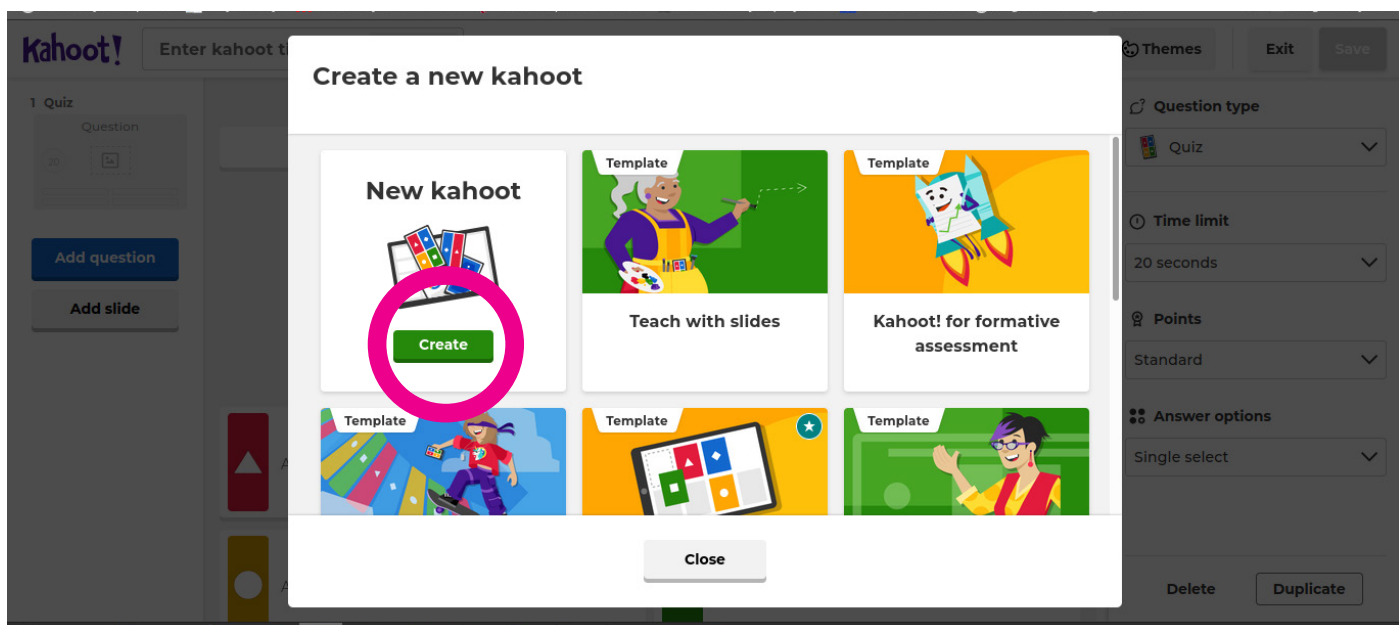 Kahoot!
Enter kahoot ti
Themes
Exit
Save
Create a new kahoot
1 Quiz
Question
20
Add question
Add slide
New kahoot
Create
Template
Teach with slides
Template
Kahoot! for formative
assessment
Template
Template
Template
Close
Question type
Quiz
Time limit
20 seconds
Points
Standard
Answer options
Single select
Delete
Duplicate